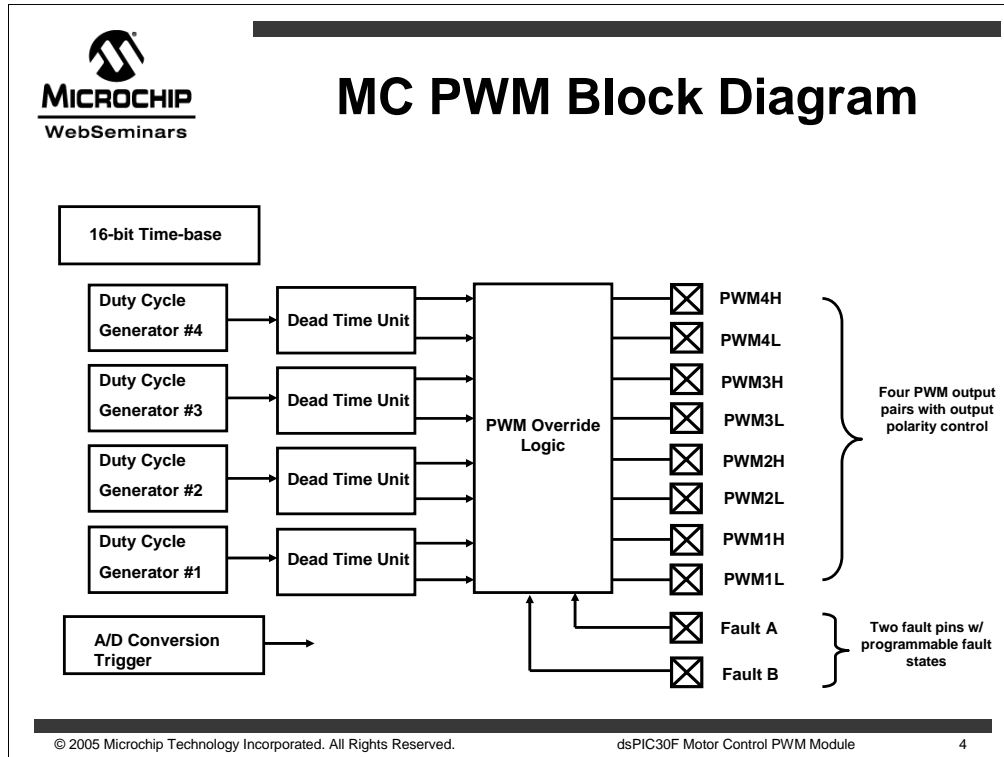 MICROCHIP
WebSeminars
MC PWM Block Diagram
16-bit Time-base
Duty Cycle
Generator #4
Dead Time Unit
Duty Cycle
Generator #3
Dead Time Unit
Duty Cycle
Generator #2
Dead Time Unit
Duty Cycle
Generator #1
Dead Time Unit
PWM Override
Logic
PWM4H
PWM4L
PWM3H
PWM3L
PWM2H
PWM2L
PWM1H
PWM1L
Four PWM output
pairs with output
polarity control
A/D Conversion
Trigger
Fault A
Fault B
Two fault pins w/
programmable fault
states
© 2005 Microchip Technology Incorporated. All Rights Reserved.
dsPIC30F Motor Control PWM Module
4